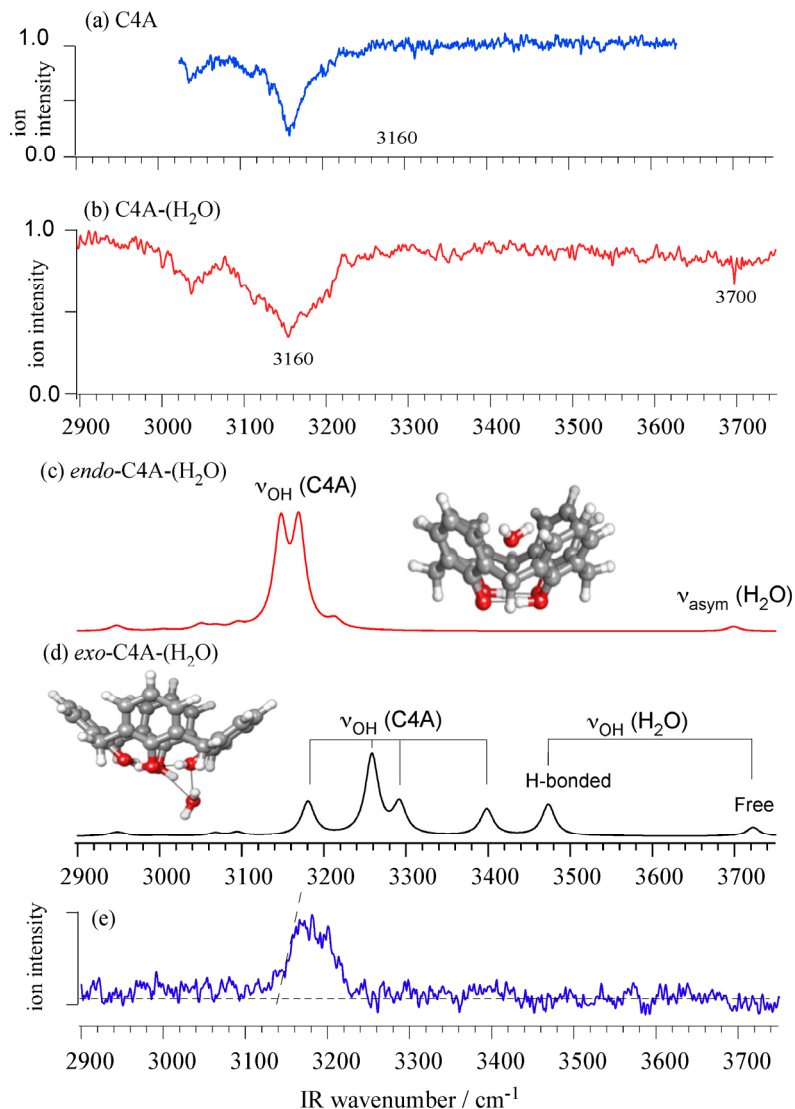 (a) C4A
1.0
ion
intensity
3160
0.0
(b) C4A-(H₂O)
1.0
ion intensity
3700
3160
0.0
2900 3000 3100 3200 3300 3400 3500 3600 3700
(c) endo-C4A-(H₂O)
νOH (C4A)
νasym (H₂O)
(d) exo-C4A-(H₂O)
νOH (C4A)
νOH (H₂O)
H-bonded
Free
2900 3000 3100 3200 3300 3400 3500 3600 3700
(e)
ion intensity
2900 3000 3100 3200 3300 3400 3500 3600 3700
IR wavenumber / cm⁻¹